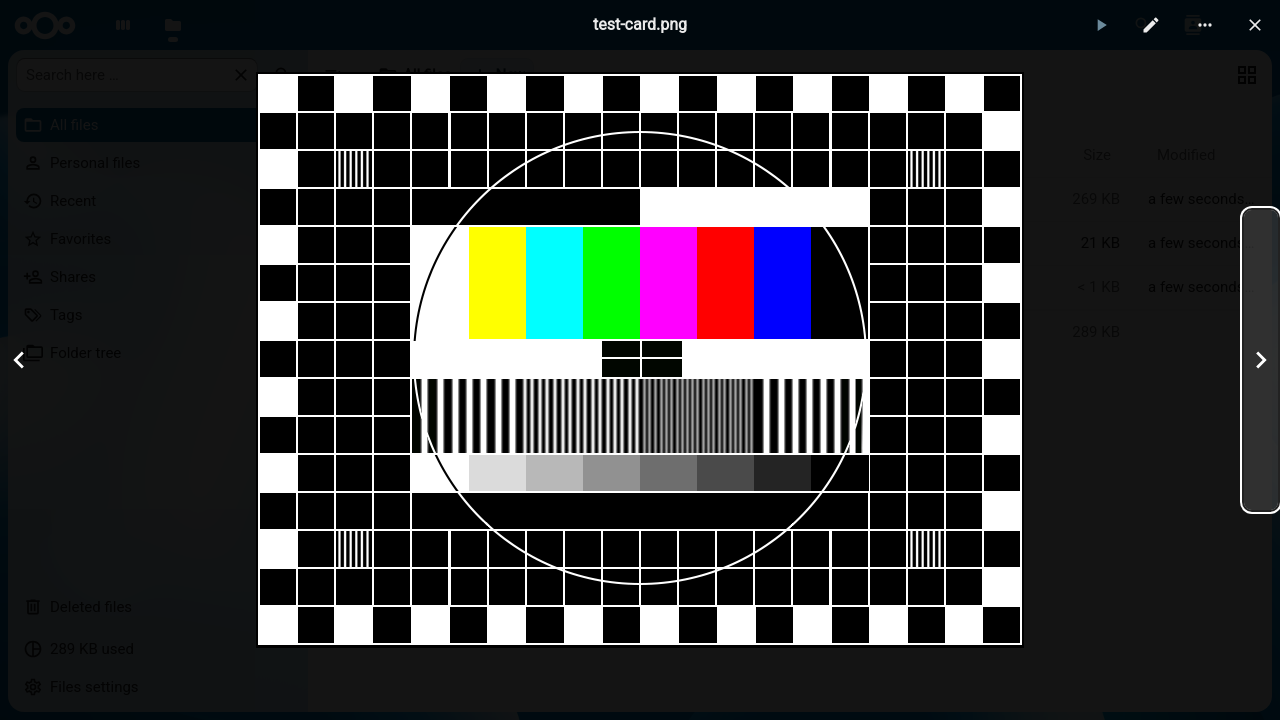 test-card.png
Search here ...
All files
Personal files
Recent
Favorites
Shares
Tags
Folder tree
Size
Modified
269 KB
a few seconds
21 KB
a few seconds
< 1 KB
a few seconds
289 KB
Deleted files
289 KB used
Files settings